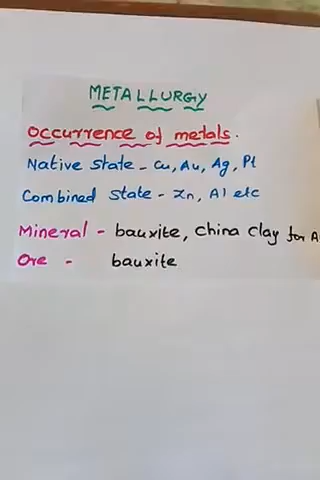 METALLURGY
Occurrence of metals.
Native state - Cu, Au, Ag, Pt
Combined state - Zn, Al etc
Mineral - bauxite, China clay for
Ore - bauxite